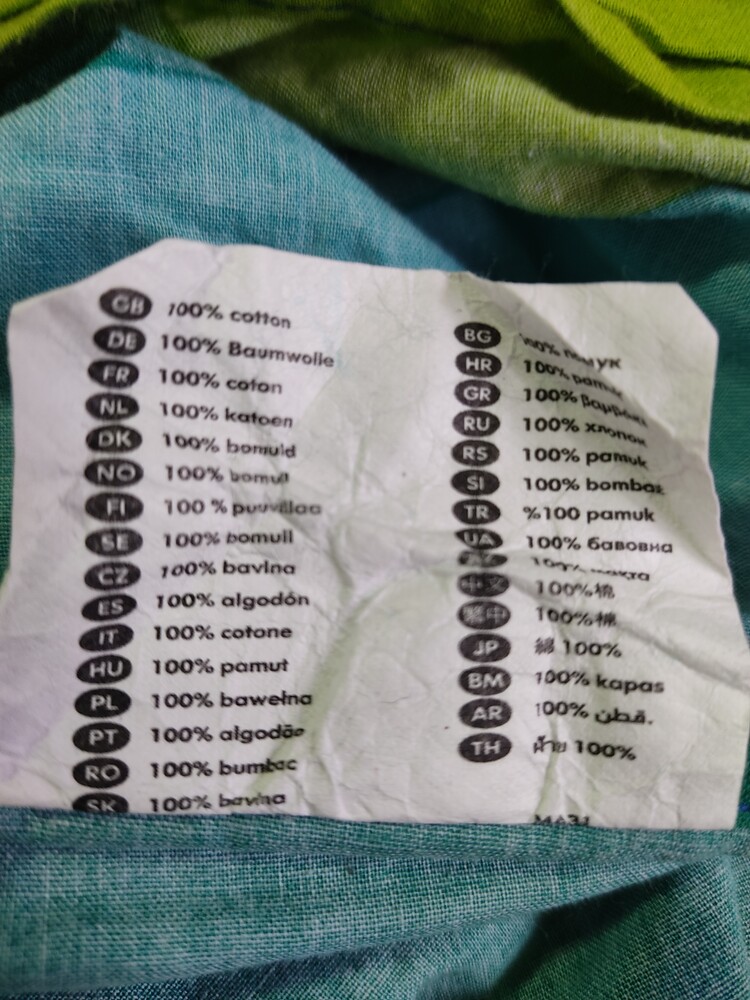 GB 100% cotton
DE 100% Baumwolle
FR 100% coton
NL 100% katoen
DK 100% bomuld
NO 100% bomull
FI 100 % puuvillaa
SE 100% bomull
CZ 100% bavlna
ES 100% algodón
IT 100% cotone
HU 100% pamut
PL 100% bawełna
PT 100% algodão
RO 100% bumbac
SK 100% bavlna
BG 100% памук
HR 100% pamuk
GR 100% βαμβάκι
RU 100% хлопок
RS 100% pamuk
SI 100% bombaž
TR %100 pamuk
UA 100% бавовна
100%
中文 100%棉
繁中 100%棉
JP 綿 100%
BM 100% kapas
AR 100% قطن.
TH ฝ้าย 100%